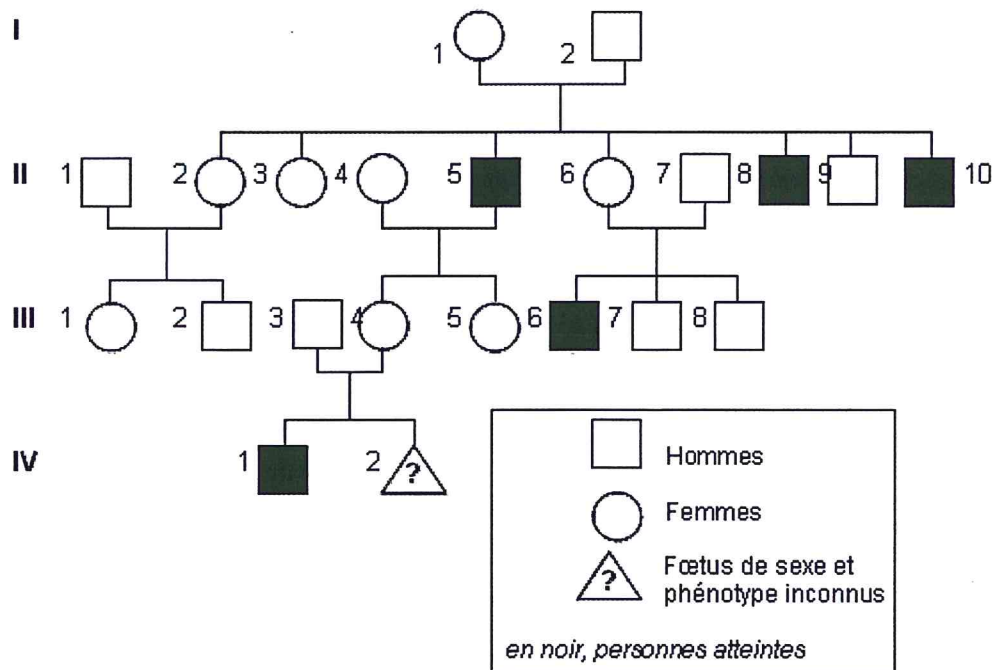 I
1 2
II 1 2 3 4 5 6 7 8 9 10
III 1 2 3 4 5 6 7 8
IV 1 2 ?
Hommes
Femmes
? Fœtus de sexe et
phénotype inconnus
en noir, personnes atteintes